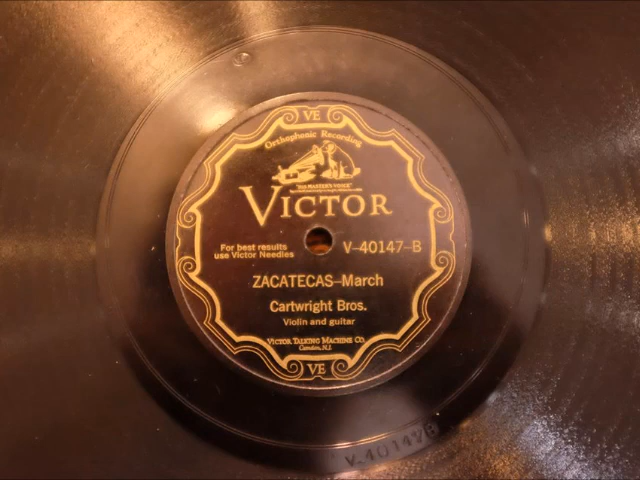 VE
Orthophonic Recording
"HIS MASTER'S VOICE"
VICTOR
For best results
use Victor Needles
V-40147-B
ZACATECAS-March
Cartwright Bros.
Violin and guitar
VICTOR TALKING MACHINE CO.
Camden, N.J.
VE
V-40147B